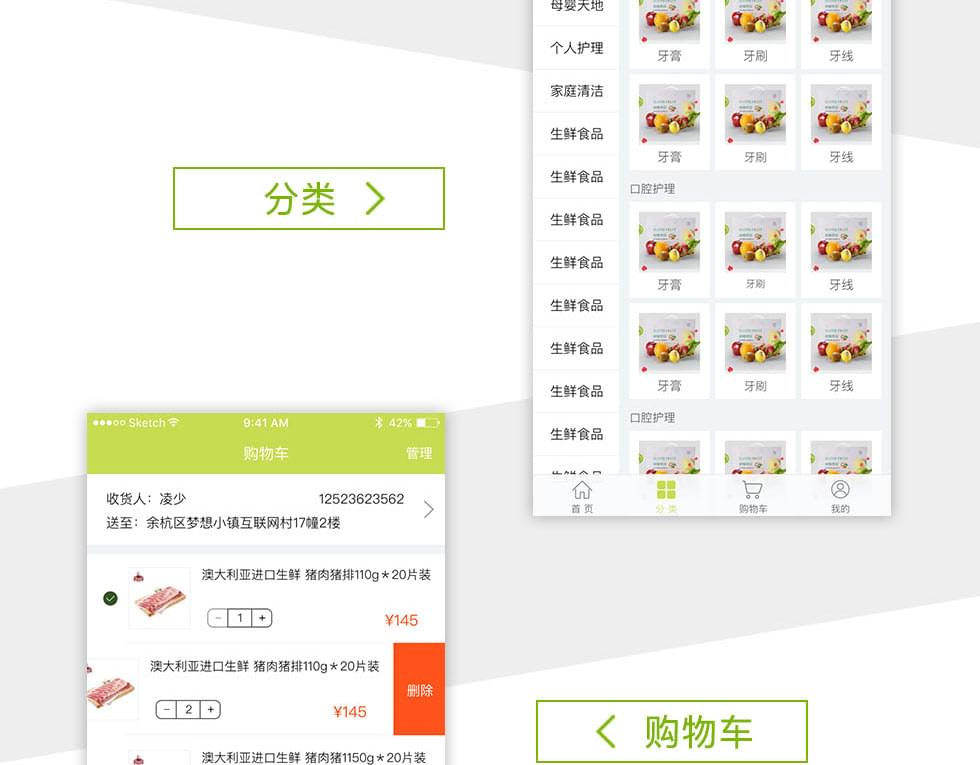 母婴天地
个人护理
家庭清洁
生鲜食品
生鲜食品
生鲜食品
生鲜食品
生鲜食品
生鲜食品
生鲜食品
生鲜食品
牙膏 牙刷 牙线
牙膏 牙刷 牙线
口腔护理
牙膏 牙刷 牙线
牙膏 牙刷 牙线
口腔护理
首 页 分 类 购物车 我的
分类
Sketch 9:41 AM 42%
购物车 管理
收货人：凌少 12523623562
送至：余杭区梦想小镇互联网村17幢2楼
澳大利亚进口生鲜 猪肉猪排110g＊20片装
− 1 + ¥145
澳大利亚进口生鲜 猪肉猪排110g＊20片装
− 2 + ¥145
删除
澳大利亚进口生鲜 猪肉猪1150g＊20片装
购物车